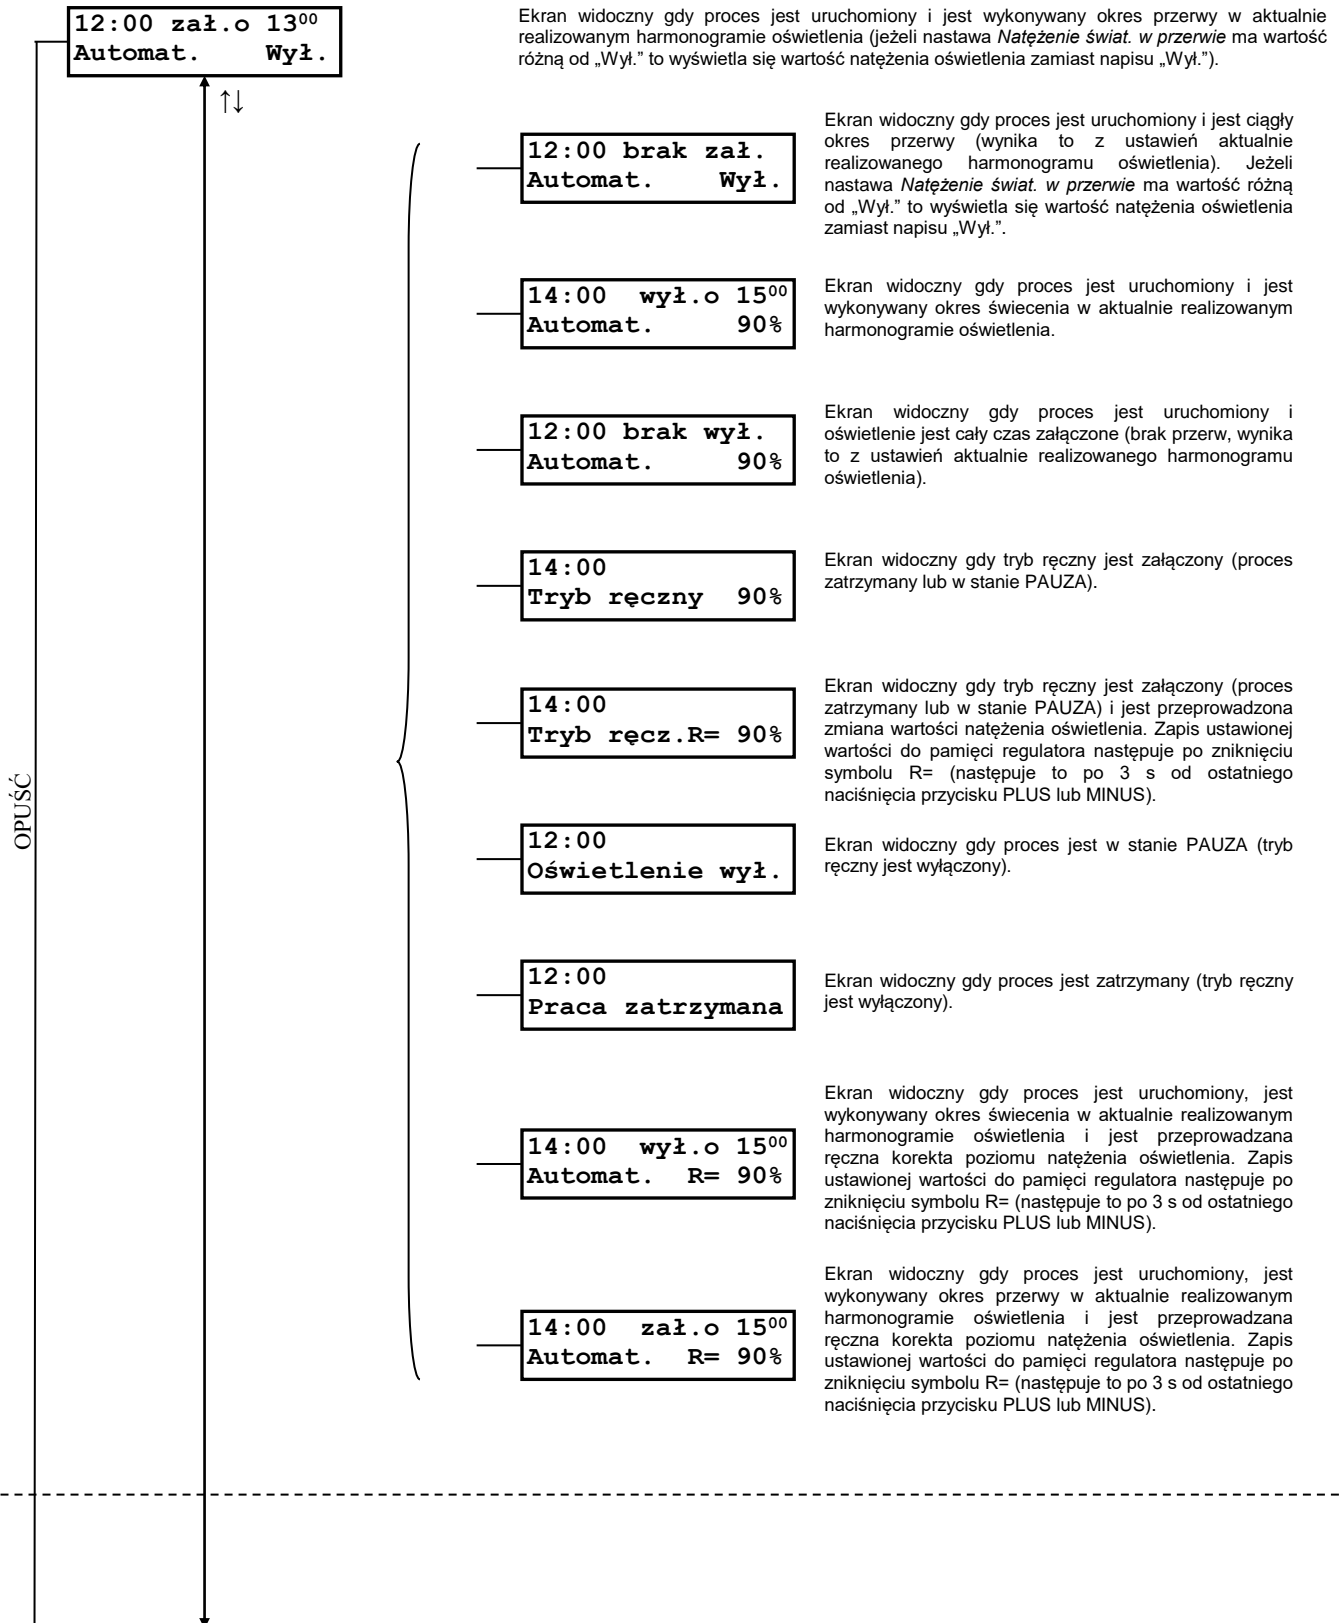 12:00 zał.o 13⁰⁰
Automat. Wył.
Ekran widoczny gdy proces jest uruchomiony i jest wykonywany okres przerwy w aktualnie
realizowanym harmonogramie oświetlenia (jeżeli nastawa Natężenie świat. w przerwie ma wartość
różną od „Wył.” to wyświetla się wartość natężenia oświetlenia zamiast napisu „Wył.”).
↑↓
12:00 brak zał.
Automat. Wył.
Ekran widoczny gdy proces jest uruchomiony i jest ciągły
okres przerwy (wynika to z ustawień aktualnie
realizowanego harmonogramu oświetlenia). Jeżeli
nastawa Natężenie świat. w przerwie ma wartość różną
od „Wył.” to wyświetla się wartość natężenia oświetlenia
zamiast napisu „Wył.”.
14:00 wył.o 15⁰⁰
Automat. 90%
Ekran widoczny gdy proces jest uruchomiony i jest
wykonywany okres świecenia w aktualnie realizowanym
harmonogramie oświetlenia.
12:00 brak wył.
Automat. 90%
Ekran widoczny gdy proces jest uruchomiony i
oświetlenie jest cały czas załączone (brak przerw, wynika
to z ustawień aktualnie realizowanego harmonogramu
oświetlenia).
14:00
Tryb ręczny 90%
Ekran widoczny gdy tryb ręczny jest załączony (proces
zatrzymany lub w stanie PAUZA).
14:00
Tryb ręcz.R= 90%
Ekran widoczny gdy tryb ręczny jest załączony (proces
zatrzymany lub w stanie PAUZA) i jest przeprowadzona
zmiana wartości natężenia oświetlenia. Zapis ustawionej
wartości do pamięci regulatora następuje po zniknięciu
symbolu R= (następuje to po 3 s od ostatniego
naciśnięcia przycisku PLUS lub MINUS).
OPUŚĆ
12:00
Oświetlenie wył.
Ekran widoczny gdy proces jest w stanie PAUZA (tryb
ręczny jest wyłączony).
12:00
Praca zatrzymana
Ekran widoczny gdy proces jest zatrzymany (tryb ręczny
jest wyłączony).
14:00 wył.o 15⁰⁰
Automat. R= 90%
Ekran widoczny gdy proces jest uruchomiony, jest
wykonywany okres świecenia w aktualnie realizowanym
harmonogramie oświetlenia i jest przeprowadzana
ręczna korekta poziomu natężenia oświetlenia. Zapis
ustawionej wartości do pamięci regulatora następuje po
zniknięciu symbolu R= (następuje to po 3 s od ostatniego
naciśnięcia przycisku PLUS lub MINUS).
14:00 zał.o 15⁰⁰
Automat. R= 90%
Ekran widoczny gdy proces jest uruchomiony, jest
wykonywany okres przerwy w aktualnie realizowanym
harmonogramie oświetlenia i jest przeprowadzana
ręczna korekta poziomu natężenia oświetlenia. Zapis
ustawionej wartości do pamięci regulatora następuje po
zniknięciu symbolu R= (następuje to po 3 s od ostatniego
naciśnięcia przycisku PLUS lub MINUS).